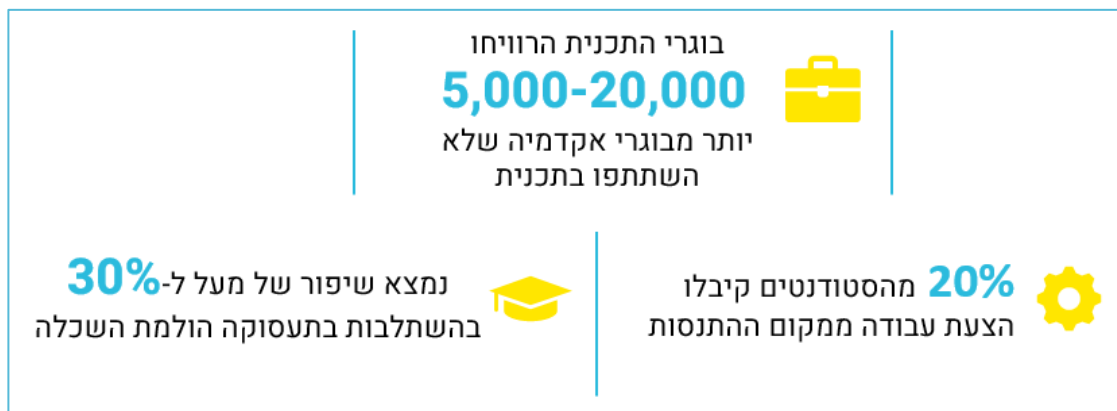 בוגרי התכנית הרוויחו
5,000-20,000
יותר מבוגרי אקדמיה שלא
השתתפו בתכנית
20% מהסטודנטים קיבלו
הצעת עבודה ממקום ההתנסות
נמצא שיפור של מעל ל-30%
בהשתלבות בתעסוקה הולמת השכלה